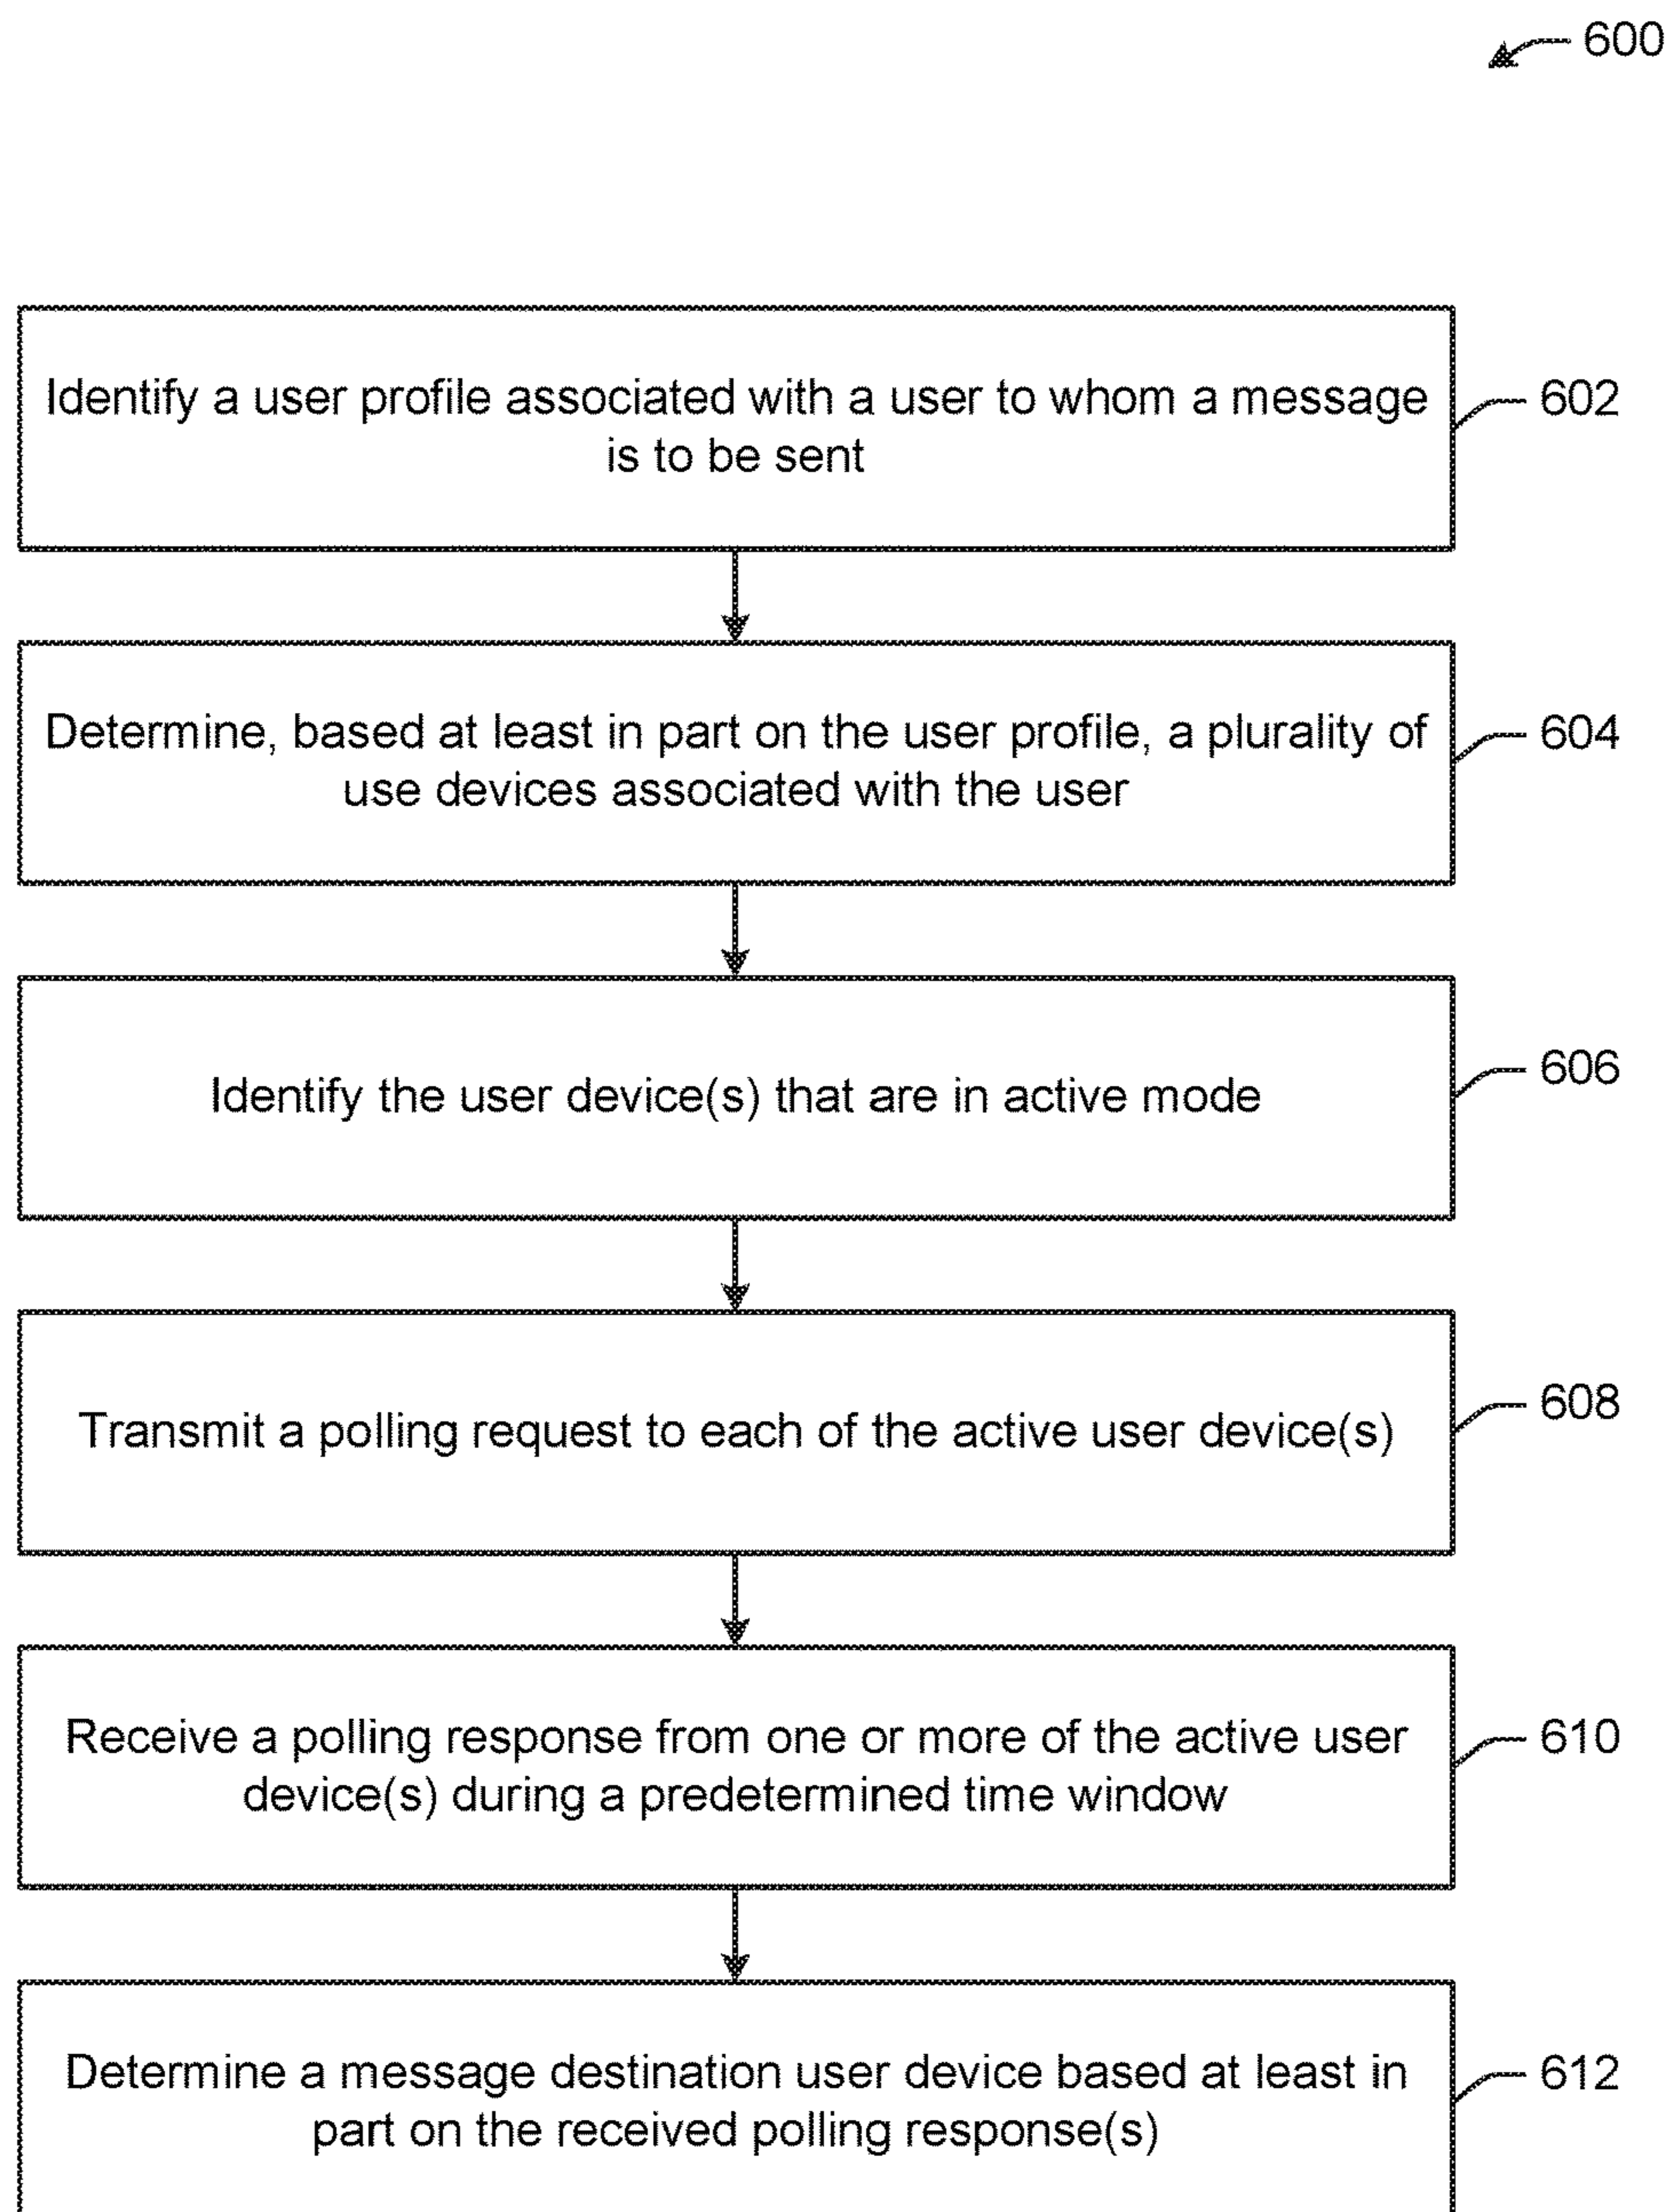 600
Identify a user profile associated with a user to whom a message
is to be sent
602
Determine, based at least in part on the user profile, a plurality of
use devices associated with the user
604
Identify the user device(s) that are in active mode
606
Transmit a polling request to each of the active user device(s)
608
Receive a polling response from one or more of the active user
device(s) during a predetermined time window
610
Determine a message destination user device based at least in
part on the received polling response(s)
612